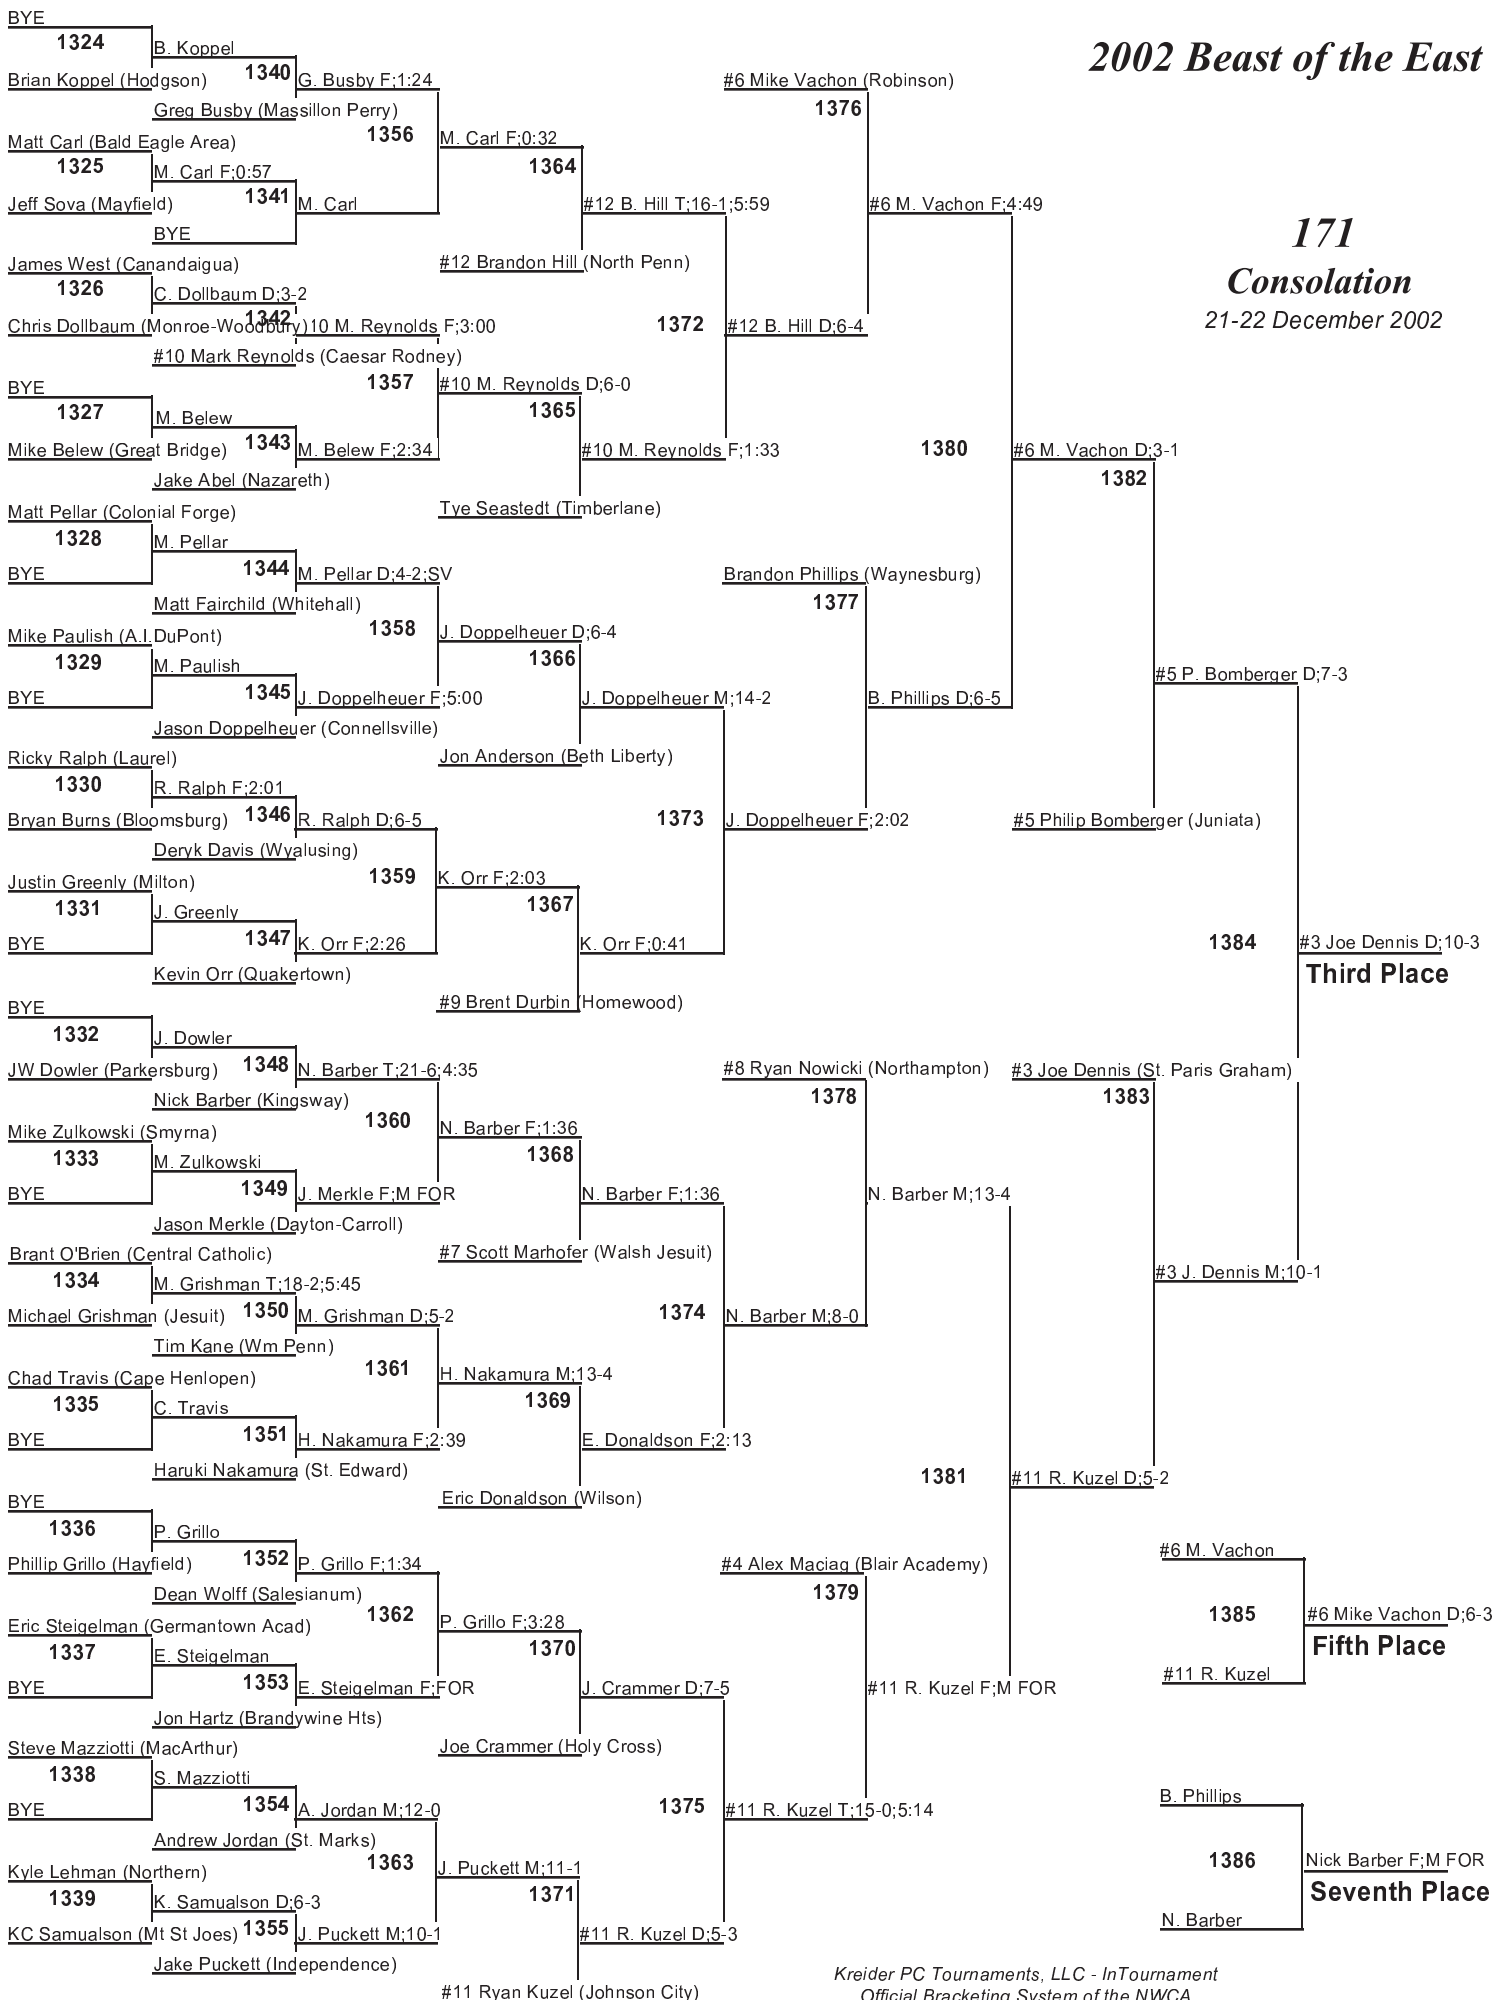 BYE
1324
B. Koppel
Brian Koppel (Hodgson)
1340
G. Busby F;1:24
Greg Busby (Massillon Perry)
1356
Matt Carl (Bald Eagle Area)
M. Carl F;0:32
1325
M. Carl F;0:57
1364
Jeff Sova (Mayfield)
1341
M. Carl
#12 B. Hill T;16-1;5:59
BYE
James West (Canandaigua)
#12 Brandon Hill (North Penn)
1326
C. Dollbaum D;3-2
1342
Chris Dollbaum (Monroe-Woodbury)
10 M. Reynolds F;3:00
1372
#12 B. Hill D;6-4
#10 Mark Reynolds (Caesar Rodney)
1357
#10 M. Reynolds D;6-0
BYE
1327
1365
M. Belew
Mike Belew (Great Bridge)
1343
M. Belew F;2:34
#10 M. Reynolds F;1:33
Jake Abel (Nazareth)
Tye Seastedt (Timberlane)
Matt Pellar (Colonial Forge)
1328
M. Pellar
BYE
1344
M. Pellar D;4-2;SV
Matt Fairchild (Whitehall)
1358
Mike Paulish (A.I.DuPont)
J. Doppelheuer D;6-4
1329
M. Paulish
1366
BYE
1345
J. Doppelheuer F;5:00
J. Doppelheuer M;14-2
Jason Doppelheuer (Connellsville)
Ricky Ralph (Laurel)
Jon Anderson (Beth Liberty)
1330
R. Ralph F;2:01
Bryan Burns (Bloomsburg)
1346
R. Ralph D;6-5
1373
J. Doppelheuer F;2:02
Deryk Davis (Wyalusing)
1359
K. Orr F;2:03
Justin Greenly (Milton)
1331
J. Greenly
1367
BYE
1347
K. Orr F;2:26
K. Orr F;0:41
Kevin Orr (Quakertown)
#9 Brent Durbin (Homewood)
BYE
1332
J. Dowler
JW Dowler (Parkersburg)
1348
N. Barber T;21-6;4:35
Nick Barber (Kingsway)
1360
Mike Zulkowski (Smyrna)
N. Barber F;1:36
1333
M. Zulkowski
1368
BYE
1349
J. Merkle F;M FOR
N. Barber F;1:36
Jason Merkle (Dayton-Carroll)
Brant O'Brien (Central Catholic)
#7 Scott Marhofer (Walsh Jesuit)
1334
M. Grishman T;18-2;5:45
Michael Grishman (Jesuit)
1350
M. Grishman D;5-2
1374
N. Barber M;8-0
Tim Kane (Wm Penn)
1361
Chad Travis (Cape Henlopen)
H. Nakamura M;13-4
1335
C. Travis
1369
BYE
1351
H. Nakamura F;2:39
E. Donaldson F;2:13
Haruki Nakamura (St. Edward)
Eric Donaldson (Wilson)
BYE
1336
P. Grillo
Phillip Grillo (Hayfield)
1352
P. Grillo F;1:34
Dean Wolff (Salesianum)
1362
Eric Steigelman (Germantown Acad)
P. Grillo F;3:28
1337
E. Steigelman
1370
BYE
1353
E. Steigelman F;FOR
J. Crammer D;7-5
Jon Hartz (Brandywine Hts)
Steve Mazziotti (MacArthur)
Joe Crammer (Holy Cross)
1338
S. Mazziotti
BYE
1354
A. Jordan M;12-0
1375
#11 R. Kuzel T;15-0;5:14
Andrew Jordan (St. Marks)
1363
Kyle Lehman (Northern)
J. Puckett M;11-1
1339
K. Samualson D;6-3
1371
KC Samualson (Mt St Joes)
1355
J. Puckett M;10-1
#11 R. Kuzel D;5-3
Jake Puckett (Independence)
#11 Ryan Kuzel (Johnson City)
2002 Beast of the East
171
Consolation
21-22 December 2002
#6 Mike Vachon (Robinson)
1376
#6 M. Vachon F;4:49
1380
#6 M. Vachon D;3-1
1382
Brandon Phillips (Waynesburg)
1377
B. Phillips D;6-5
#5 P. Bomberger D;7-3
#5 Philip Bomberger (Juniata)
1384
#3 Joe Dennis D;10-3
Third Place
#8 Ryan Nowicki (Northampton)
#3 Joe Dennis (St. Paris Graham)
1378
1383
N. Barber M;13-4
#3 J. Dennis M;10-1
1381
#11 R. Kuzel D;5-2
#4 Alex Maciag (Blair Academy)
1379
#11 R. Kuzel F;M FOR
#6 M. Vachon
1385
#6 Mike Vachon D;6-3
Fifth Place
#11 R. Kuzel
B. Phillips
1386
Nick Barber F;M FOR
Seventh Place
N. Barber
Kreider PC Tournaments, LLC - InTournament
Official Bracketing System of the NWCA